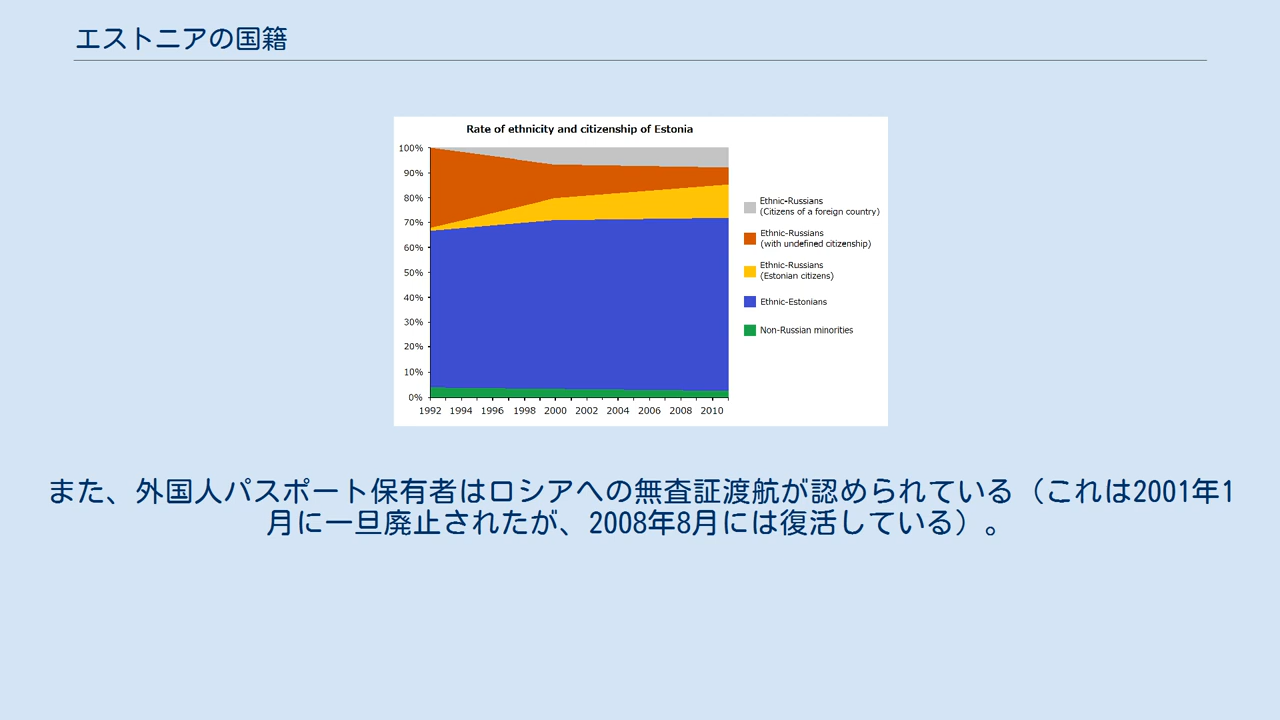 エストニアの国籍
Rate of ethnicity and citizenship of Estonia
100%
90%
80%
70%
60%
50%
40%
30%
20%
10%
0%
1992 1994 1996 1998 2000 2002 2004 2006 2008 2010
Ethnic-Russians
(Citizens of a foreign country)
Ethnic-Russians
(with undefined citizenship)
Ethnic-Russians
(Estonian citizens)
Ethnic-Estonians
Non-Russian minorities
また、外国人パスポート保有者はロシアへの無査証渡航が認められている（これは2001年1
月に一旦廃止されたが、2008年8月には復活している）。